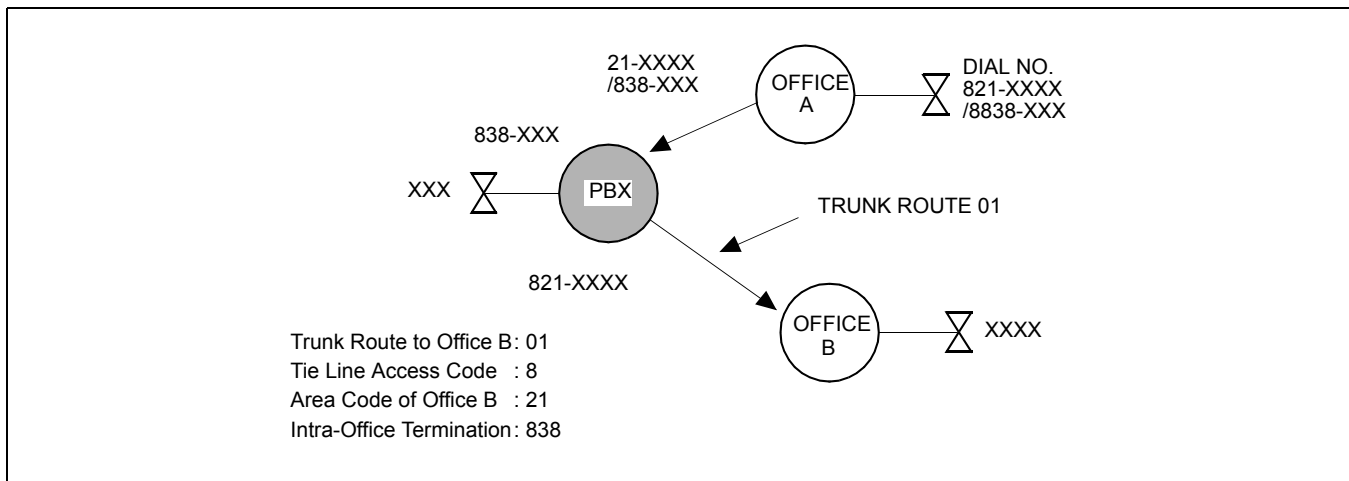 21-XXXX
/838-XXX
OFFICE
A
DIAL NO.
821-XXXX
/8838-XXX
838-XXX
XXX
PBX
TRUNK ROUTE 01
821-XXXX
OFFICE
B
XXXX
Trunk Route to Office B: 01
Tie Line Access Code : 8
Area Code of Office B : 21
Intra-Office Termination: 838